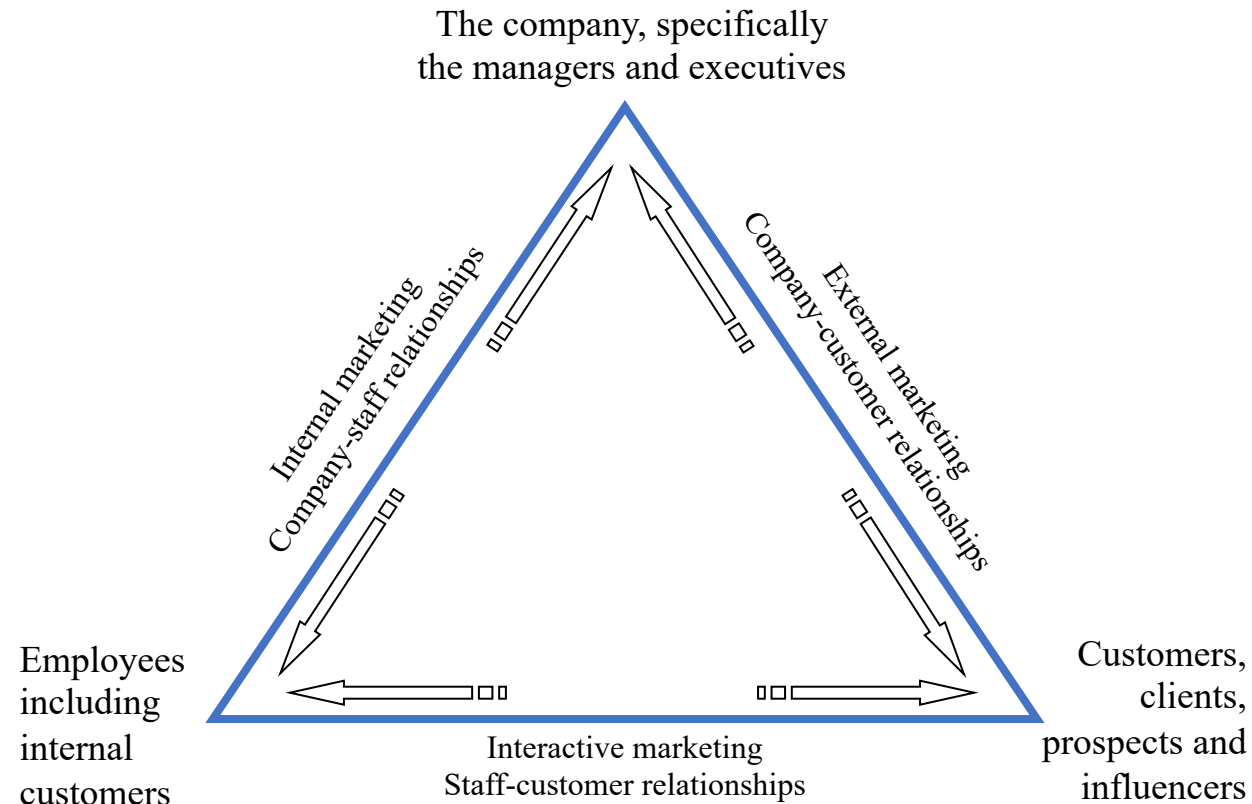 The company, specifically
the managers and executives
Internal marketing
Company-staff relationships
External marketing
Company-customer relationships
Employees
including
internal
customers
Customers,
clients,
prospects and
influencers
Interactive marketing
Staff-customer relationships